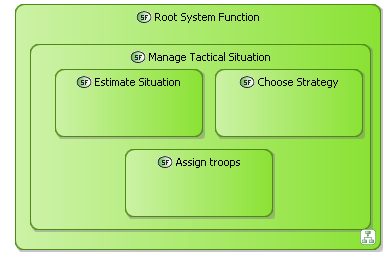 SF Root System Function
SF Manage Tactical Situation
SF Estimate Situation
SF Choose Strategy
SF Assign troops